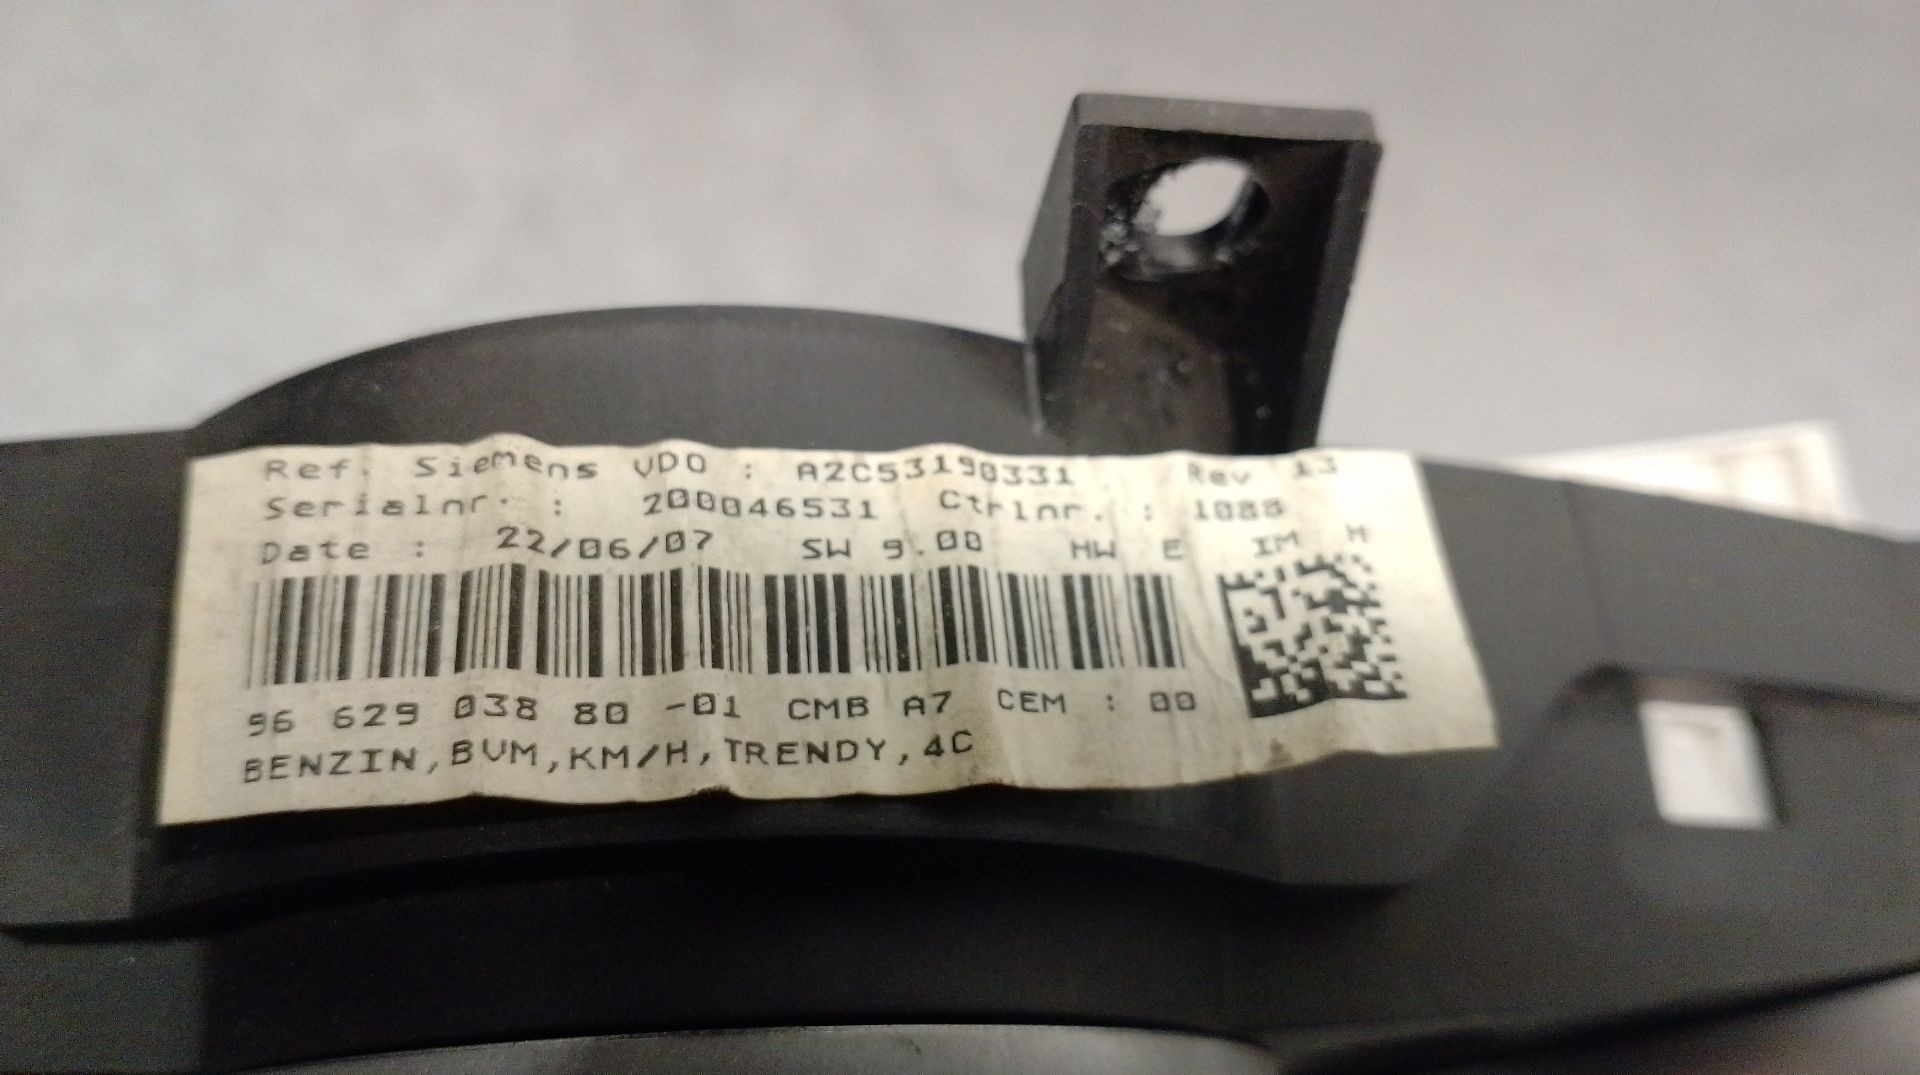 Ref. Siemens VDO : A2C53190331 Rev 13
Serialnr. : 200046531 Ctrlnr. : 1088
Date : 22/06/07 SW 9.00 HW E IM M
96 629 038 80 -01 CMB A7 CEM : 00
BENZIN,BVM,KM/H,TRENDY,4C